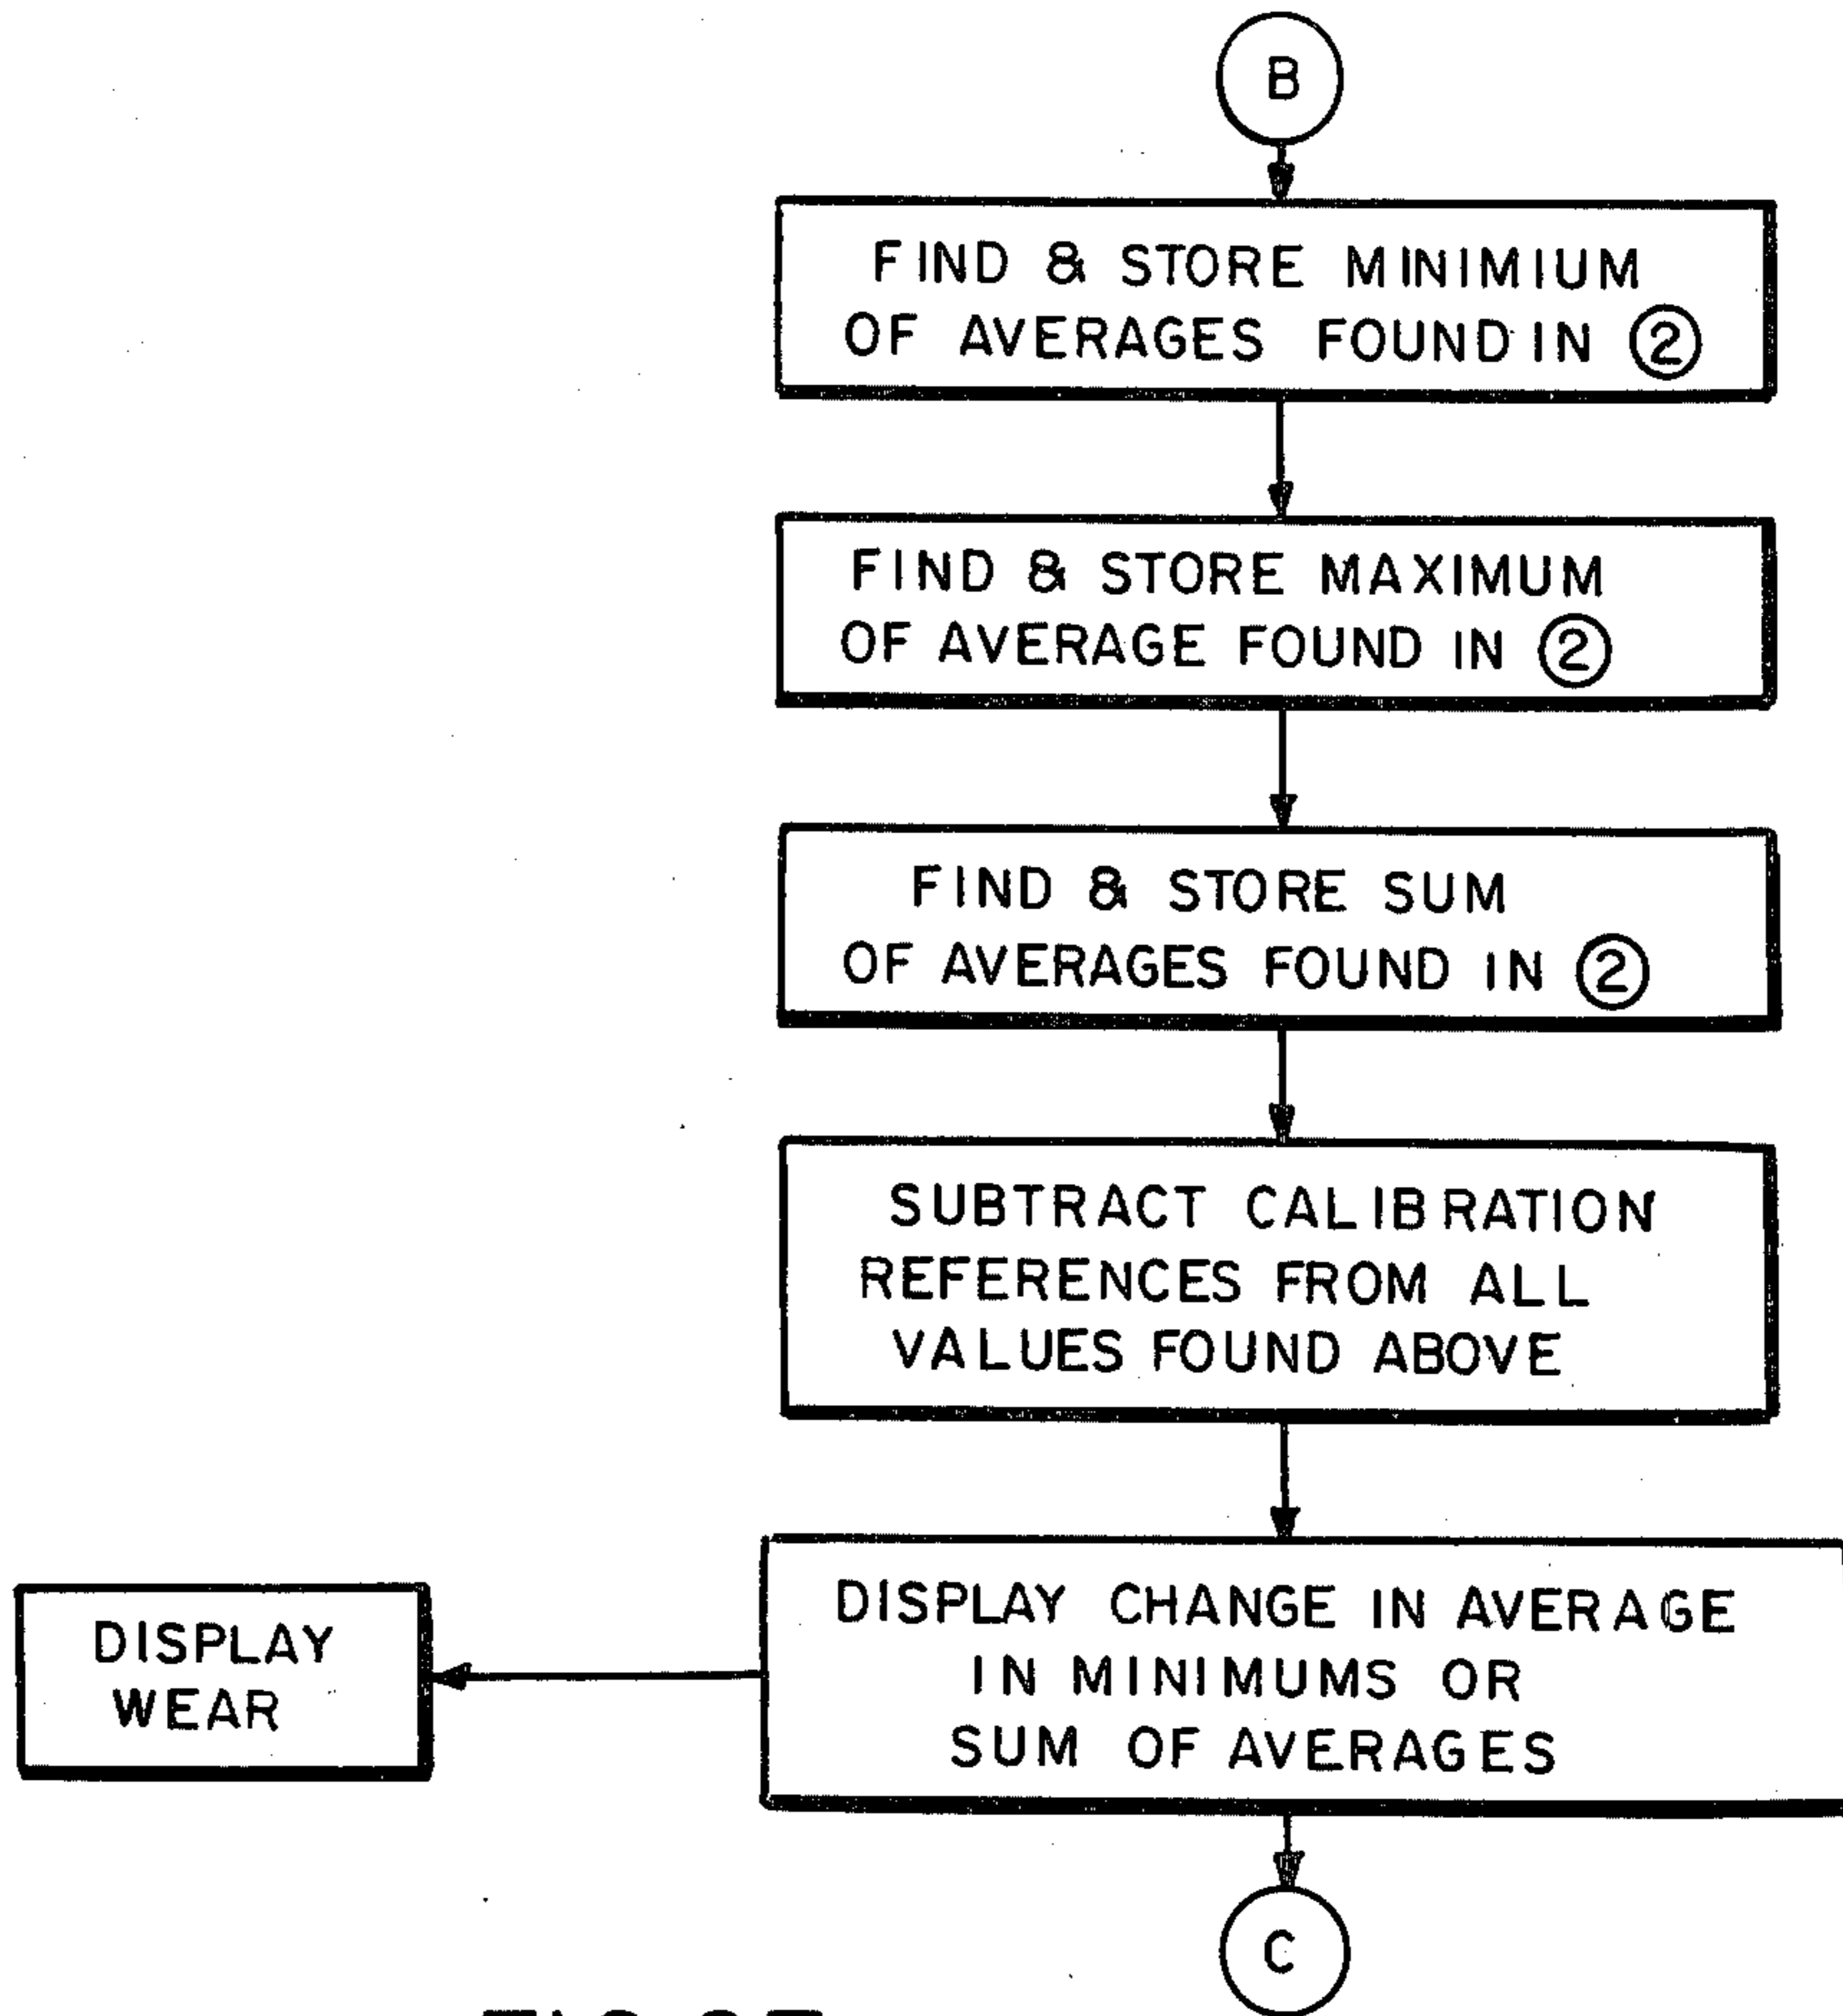 B
FIND & STORE MINIMIUM
OF AVERAGES FOUND IN ②
FIND & STORE MAXIMUM
OF AVERAGE FOUND IN ②
FIND & STORE SUM
OF AVERAGES FOUND IN ②
SUBTRACT CALIBRATION
REFERENCES FROM ALL
VALUES FOUND ABOVE
DISPLAY CHANGE IN AVERAGE
IN MINIMUMS OR
SUM OF AVERAGES
DISPLAY
WEAR
C